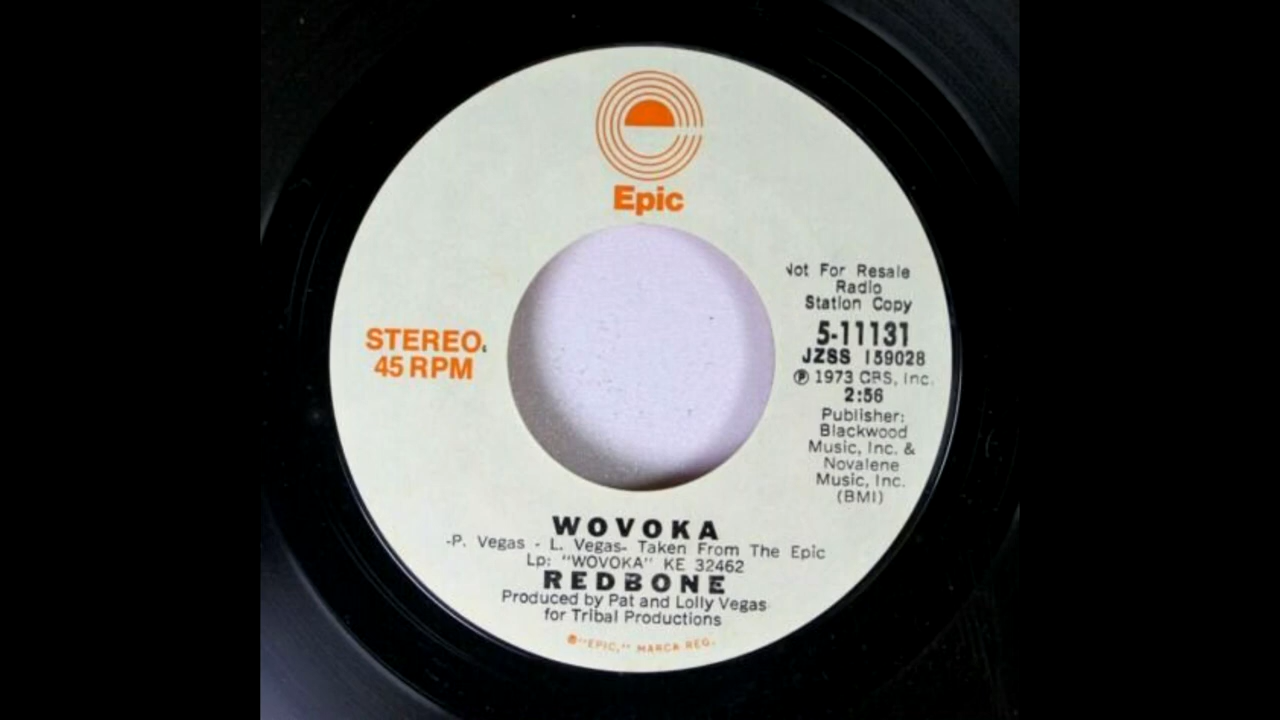 Epic
STEREO
45 RPM
Not For Resale
Radio
Station Copy
5-11131
JZSS 159028
℗ 1973 CBS, Inc.
2:56
Publisher:
Blackwood
Music, Inc. &
Novalene
Music, Inc.
(BMI)
WOVOKA
-P. Vegas - L. Vegas- Taken From The Epic
Lp: "WOVOKA" KE 32462
REDBONE
Produced by Pat and Lolly Vegas
for Tribal Productions
®"EPIC," MARCA REG.